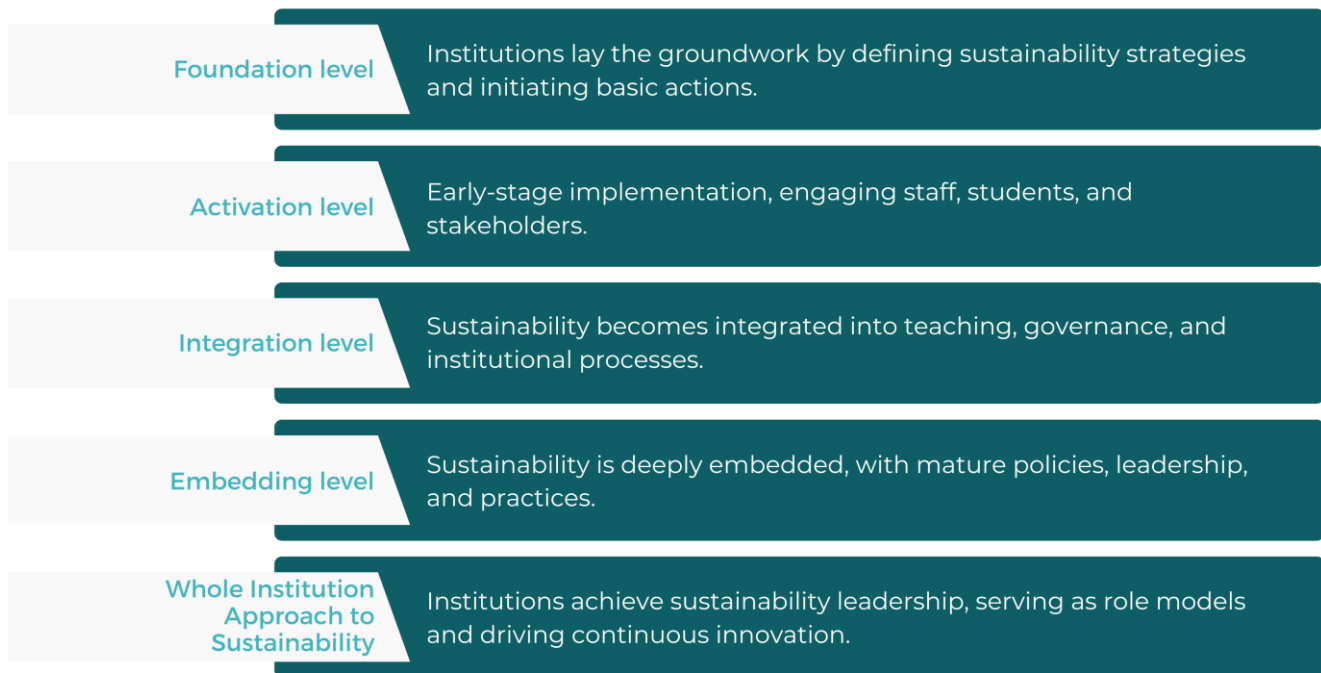 Foundation level
Institutions lay the groundwork by defining sustainability strategies
and initiating basic actions.
Activation level
Early-stage implementation, engaging staff, students, and
stakeholders.
Integration level
Sustainability becomes integrated into teaching, governance, and
institutional processes.
Embedding level
Sustainability is deeply embedded, with mature policies, leadership,
and practices.
Whole Institution
Approach to
Sustainability
Institutions achieve sustainability leadership, serving as role models
and driving continuous innovation.